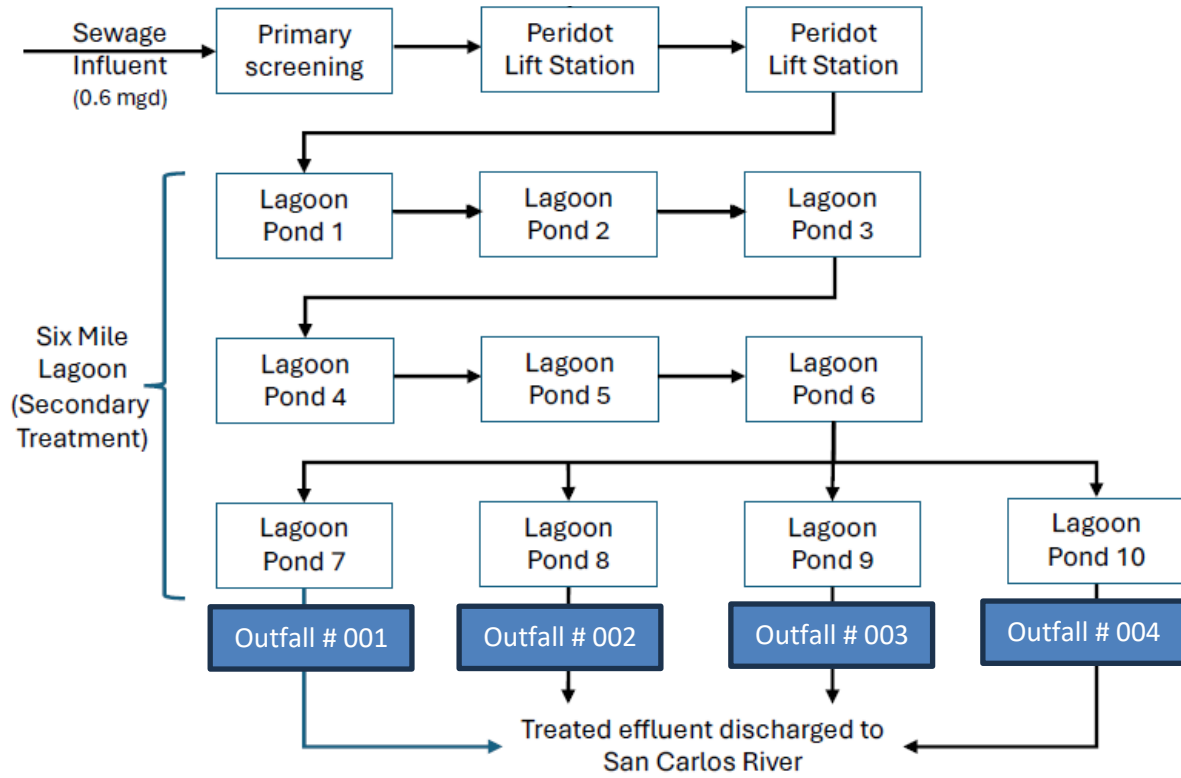 Sewage
Influent
(0.6 mgd)
Primary
screening
Peridot
Lift Station
Peridot
Lift Station
Lagoon
Pond 1
Lagoon
Pond 2
Lagoon
Pond 3
Six Mile
Lagoon
(Secondary
Treatment)
Lagoon
Pond 4
Lagoon
Pond 5
Lagoon
Pond 6
Lagoon
Pond 7
Lagoon
Pond 8
Lagoon
Pond 9
Lagoon
Pond 10
Outfall # 001
Outfall # 002
Outfall # 003
Outfall # 004
Treated effluent discharged to
San Carlos River